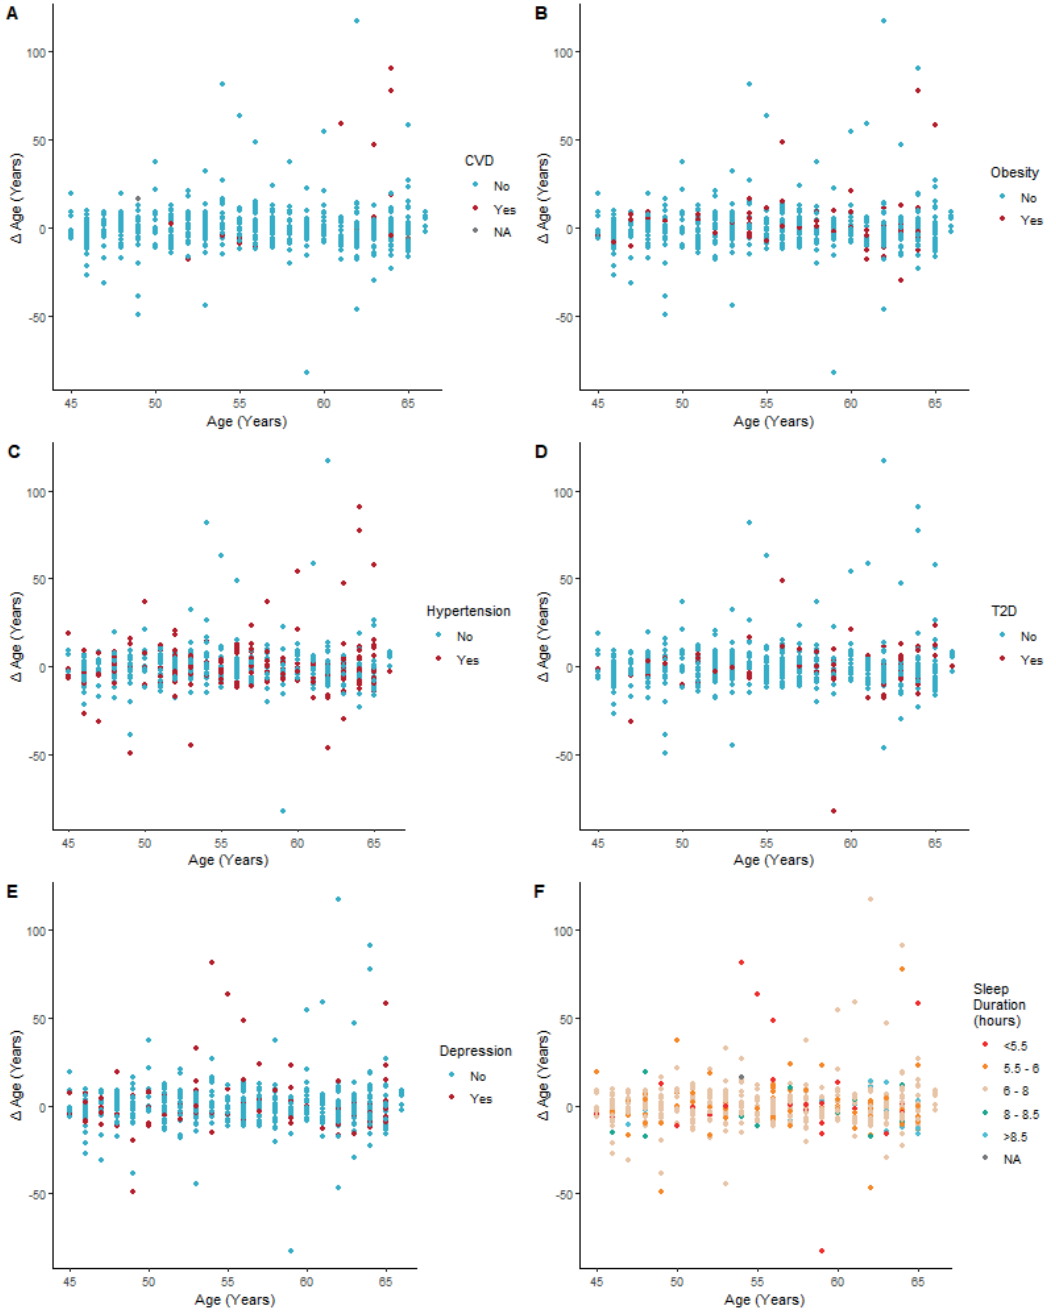 A
100
50
0
-50
Δ Age (Years)
45 50 55 60 65
Age (Years)
CVD
No
Yes
NA
B
100
50
0
-50
Δ Age (Years)
45 50 55 60 65
Age (Years)
Obesity
No
Yes
C
100
50
0
-50
Δ Age (Years)
45 50 55 60 65
Age (Years)
Hypertension
No
Yes
D
100
50
0
-50
Δ Age (Years)
45 50 55 60 65
Age (Years)
T2D
No
Yes
E
100
50
0
-50
Δ Age (Years)
45 50 55 60 65
Age (Years)
Depression
No
Yes
F
100
50
0
-50
Δ Age (Years)
45 50 55 60 65
Age (Years)
Sleep
Duration
(hours)
<5.5
5.5 - 6
6 - 8
8 - 8.5
>8.5
NA